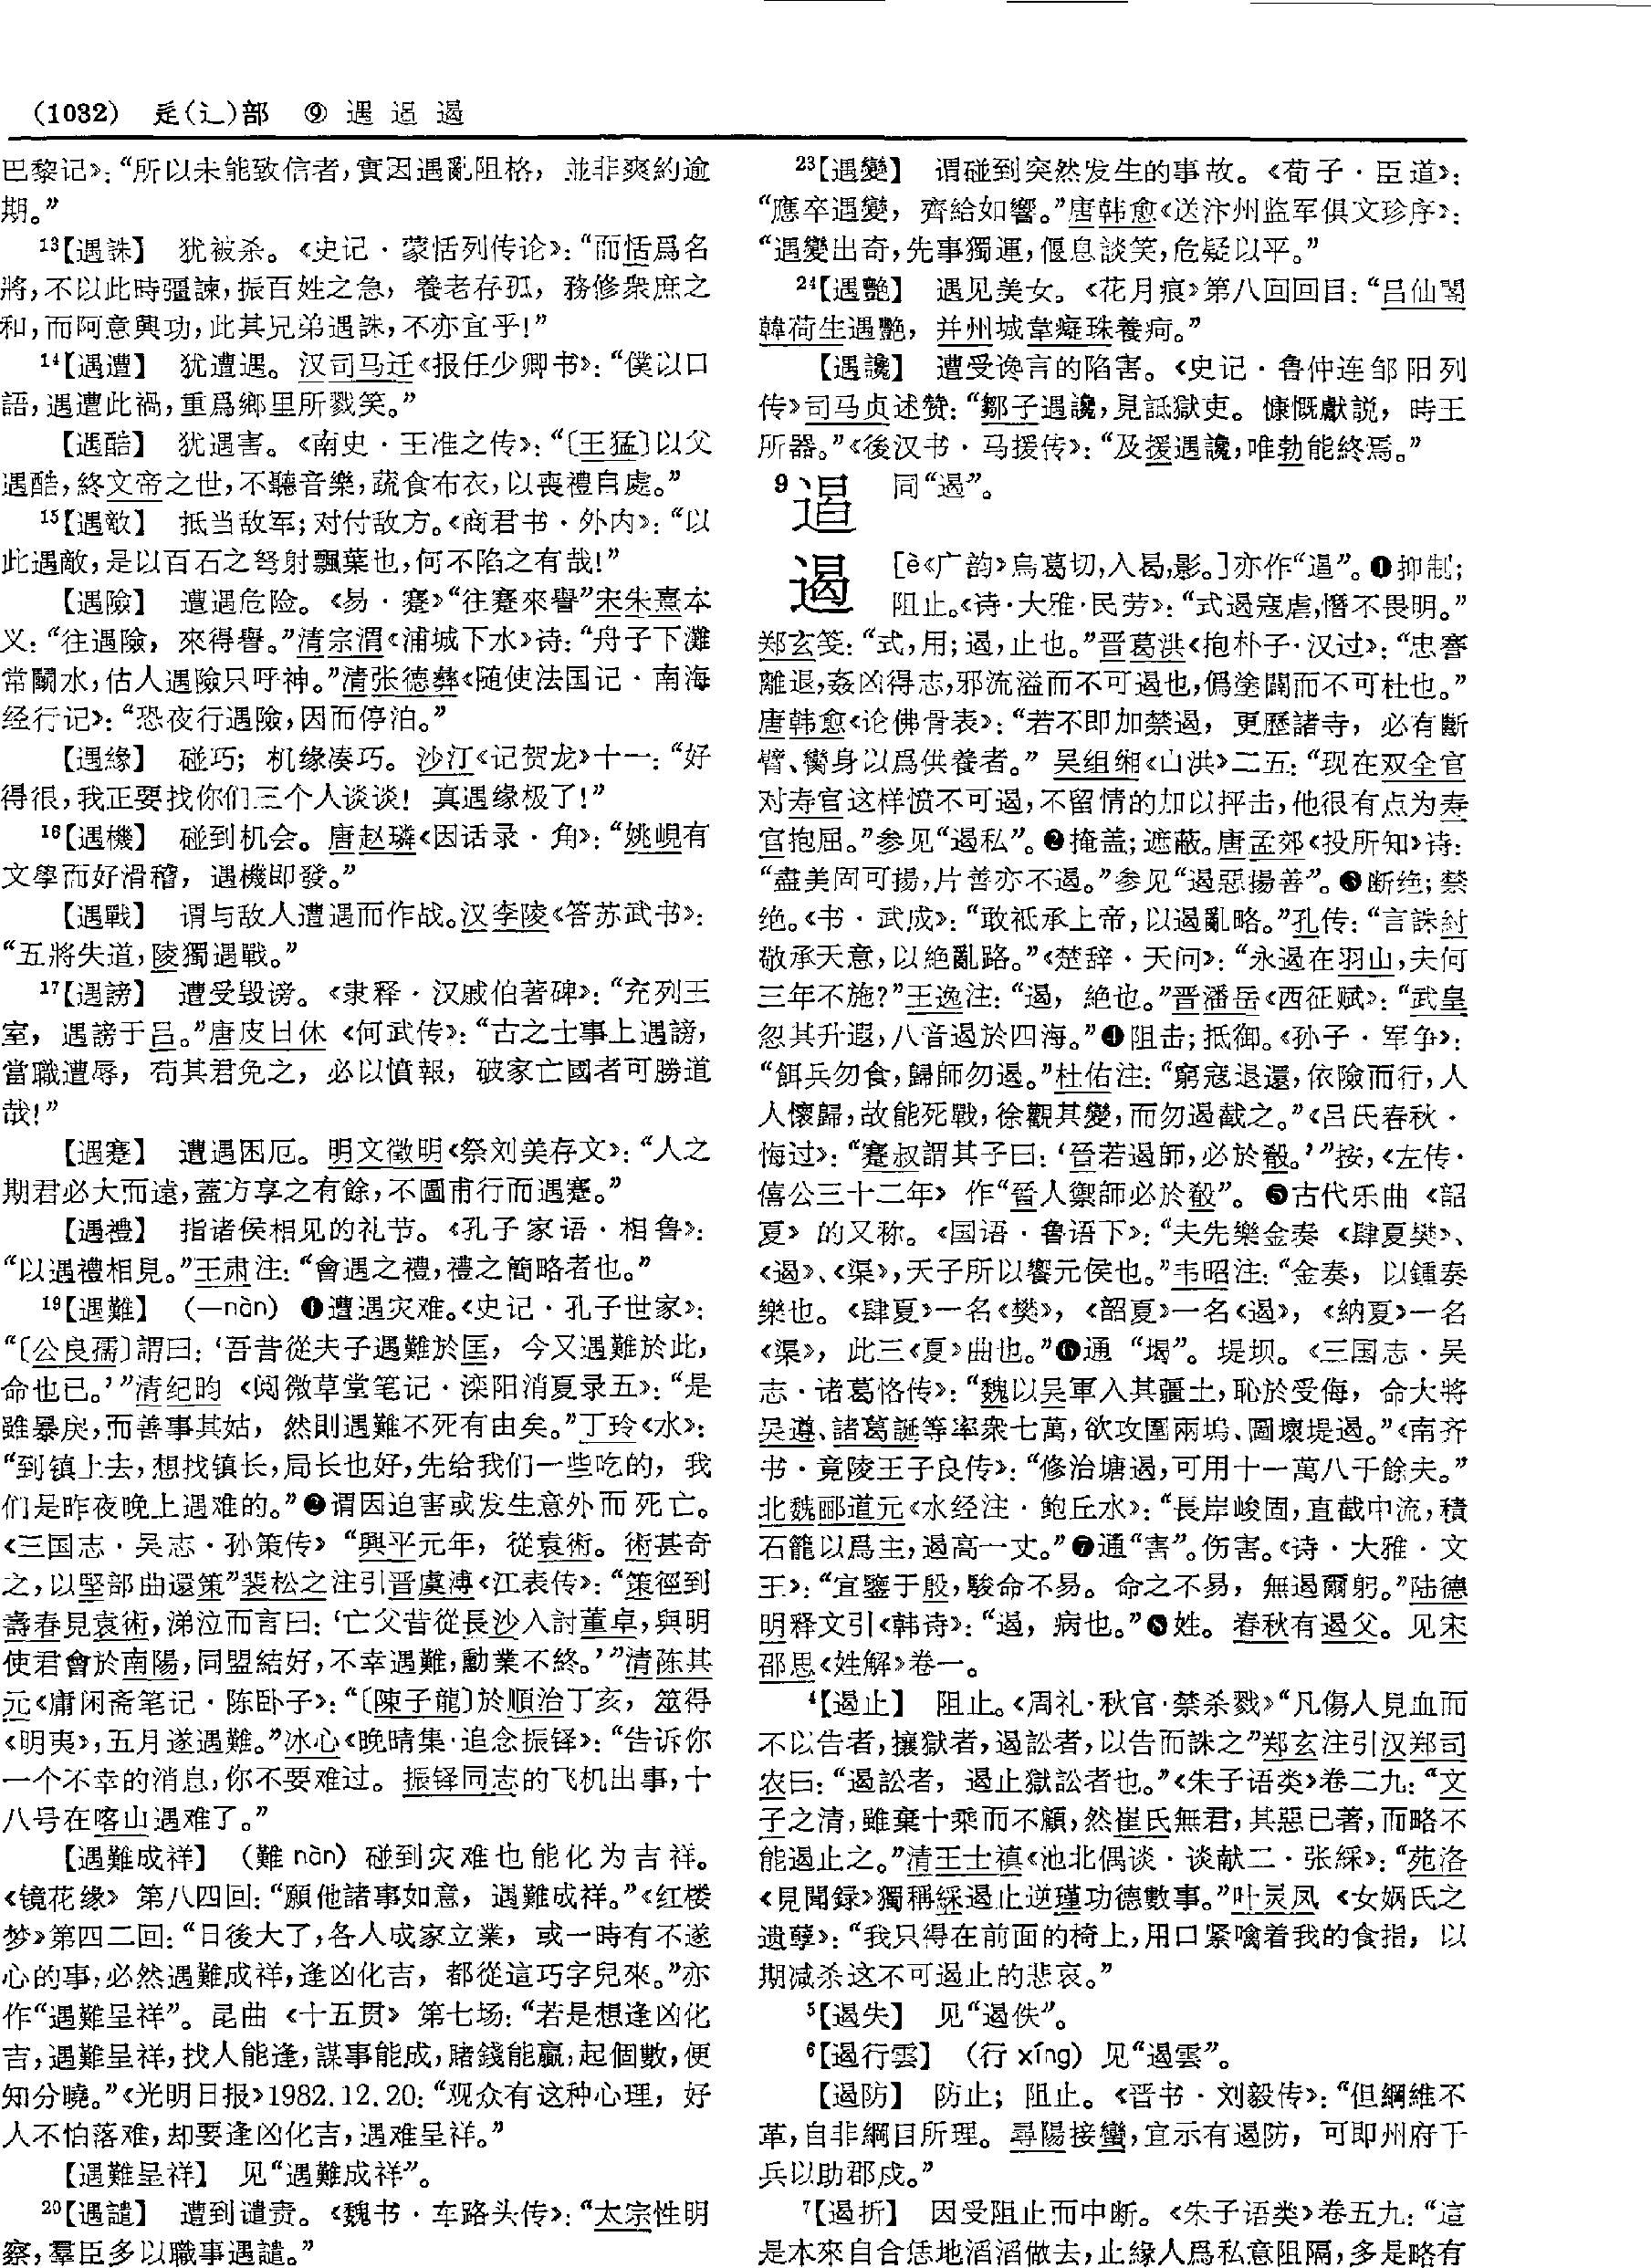 (1032) 辵(辶)部 ⑨ 遇 遈 遏
巴黎记》：“所以未能致信者，實因遇亂阻格，並非爽約逾
期。”
13【遇誅】 犹被杀。《史记·蒙恬列传论》：“而恬爲名
將，不以此時彊諫，振百姓之急，養老存孤，務修衆庶之
和，而阿意興功，此其兄弟遇誅，不亦宜乎！”
14【遇遭】 犹遭遇。汉司马迁《报任少卿书》：“僕以口
語，遇遭此禍，重爲鄉里所戮笑。”
【遇酷】 犹遇害。《南史·王准之传》：“〔王猛〕以父
遇酷，終文帝之世，不聽音樂，蔬食布衣，以喪禮自處。”
15【遇敵】 抵当敌军；对付敌方。《商君书·外内》：“以
此遇敵，是以百石之弩射飄葉也，何不陷之有哉！”
【遇險】 遭遇危险。《易·蹇》“往蹇來譽”宋朱熹本
义：“往遇險，來得譽。”清宗渭《浦城下水》诗：“舟子下灘
常鬭水，估人遇險只呼神。”清张德彝《随使法国记·南海
经行记》：“恐夜行遇險，因而停泊。”
【遇緣】 碰巧；机缘凑巧。沙汀《记贺龙》十一：“好
得很，我正要找你们三个人谈谈！真遇缘极了！”
16【遇機】 碰到机会。唐赵璘《因话录·角》：“姚峴有
文學而好滑稽，遇機即發。”
【遇戰】 谓与敌人遭遇而作战。汉李陵《答苏武书》：
“五將失道，陵獨遇戰。”
17【遇謗】 遭受毁谤。《隶释·汉戚伯著碑》：“充列王
室，遇謗于吕。”唐皮日休《何武传》：“古之士事上遇謗，
當職遭辱，苟其君免之，必以憤報，破家亡國者可勝道
哉！”
【遇蹇】 遭遇困厄。明文徵明《祭刘美存文》：“人之
期君必大而遠，蓋方享之有餘，不圖甫行而遇蹇。”
【遇禮】 指诸侯相见的礼节。《孔子家语·相鲁》：
“以遇禮相見。”王肃注：“會遇之禮，禮之簡略者也。”
19【遇難】 （—nàn）❶遭遇灾难。《史记·孔子世家》：
“〔公良孺〕謂曰：‘吾昔從夫子遇難於匡，今又遇難於此，
命也已。’”清纪昀《阅微草堂笔记·滦阳消夏录五》：“是
雖暴戾，而善事其姑，然則遇難不死有由矣。”丁玲《水》：
“到镇上去，想找镇长，局长也好，先给我们一些吃的，我
们是昨夜晚上遇难的。”❷谓因迫害或发生意外而死亡。
《三国志·吴志·孙策传》“興平元年，從袁術。術甚奇
之，以堅部曲還策”裴松之注引晋虞溥《江表传》：“策徑到
壽春見袁術，涕泣而言曰：‘亡父昔從長沙入討董卓，與明
使君會於南陽，同盟結好，不幸遇難，勳業不終。’”清陈其
元《庸闲斋笔记·陈卧子》：“〔陳子龍〕於順治丁亥，筮得
《明夷》，五月遂遇難。”冰心《晚晴集·追念振铎》：“告诉你
一个不幸的消息，你不要难过。振铎同志的飞机出事，十
八号在喀山遇难了。”
【遇難成祥】 （難 nàn）碰到灾难也能化为吉祥。
《镜花缘》第八四回：“願他諸事如意，遇難成祥。”《红楼
梦》第四二回：“日後大了，各人成家立業，或一時有不遂
心的事，必然遇難成祥，逢凶化吉，都從這巧字兒來。”亦
作“遇難呈祥”。昆曲《十五贯》第七场：“若是想逢凶化
吉，遇難呈祥，找人能逢，謀事能成，賭錢能贏，起個數，便
知分曉。”《光明日报》1982.12.20：“观众有这种心理，好
人不怕落难，却要逢凶化吉，遇难呈祥。”
【遇難呈祥】 见“遇難成祥”。
20【遇譴】 遭到谴责。《魏书·车路头传》：“太宗性明
察，羣臣多以職事遇譴。”
23【遇變】 谓碰到突然发生的事故。《荀子·臣道》：
“應卒遇變，齊給如響。”唐韩愈《送汴州监军俱文珍序》：
“遇變出奇，先事獨運，偃息談笑，危疑以平。”
24【遇艷】 遇见美女。《花月痕》第八回回目：“吕仙閣
韓荷生遇艷，并州城韋癡珠養疴。”
【遇讒】 遭受谗言的陷害。《史记·鲁仲连邹阳列
传》司马贞述赞：“鄒子遇讒，見詆獄吏。慷慨獻説，時王
所器。”《後汉书·马援传》：“及援遇讒，唯勃能終焉。”
9遈 同“遏”。
遏 ［è《广韵》烏葛切，入曷，影。］亦作“遈”。❶抑制；
阻止。《诗·大雅·民劳》：“式遏寇虐，憯不畏明。”
郑玄笺：“式，用；遏，止也。”晋葛洪《抱朴子·汉过》：“忠謇
離退，姦凶得志，邪流溢而不可遏也，僞塗闢而不可杜也。”
唐韩愈《论佛骨表》：“若不即加禁遏，更歷諸寺，必有斷
臂、臠身以爲供養者。”吴组缃《山洪》二五：“现在双全官
对寿官这样愤不可遏，不留情的加以抨击，他很有点为寿
官抱屈。”参见“遏私”。❷掩盖；遮蔽。唐孟郊《投所知》诗：
“盡美固可揚，片善亦不遏。”参见“遏惡揚善”。❸断绝；禁
绝。《书·武成》：“敢祗承上帝，以遏亂略。”孔传：“言誅紂
敬承天意，以絶亂路。”《楚辞·天问》：“永遏在羽山，夫何
三年不施？”王逸注：“遏，絶也。”晋潘岳《西征赋》：“武皇
忽其升遐，八音遏於四海。”❹阻击；抵御。《孙子·军争》：
“餌兵勿食，歸師勿遏。”杜佑注：“窮寇退還，依險而行，人
人懷歸，故能死戰，徐觀其變，而勿遏截之。”《吕氏春秋·
悔过》：“蹇叔謂其子曰：‘晉若遏師，必於殽。’”按，《左传·
僖公三十二年》作“晉人禦師必於殽”。❺古代乐曲《韶
夏》的又称。《国语·鲁语下》：“夫先樂金奏《肆夏樊》、
《遏》、《渠》，天子所以饗元侯也。”韦昭注：“金奏，以鍾奏
樂也。《肆夏》一名《樊》，《韶夏》一名《遏》，《納夏》一名
《渠》，此三《夏》曲也。”❻通“堨”。堤坝。《三国志·吴
志·诸葛恪传》：“魏以吴軍入其疆土，恥於受侮，命大將
吴遵、諸葛誕等率衆七萬，欲攻圍兩塢、圖壞堤遏。”《南齐
书·竟陵王子良传》：“修治塘遏，可用十一萬八千餘夫。”
北魏郦道元《水经注·鲍丘水》：“長岸峻固，直截中流，積
石籠以爲主，遏高一丈。”❼通“害”。伤害。《诗·大雅·文
王》：“宜鑒于殷，駿命不易。命之不易，無遏爾躬。”陆德
明释文引《韩诗》：“遏，病也。”❽姓。春秋有遏父。见宋
邵思《姓解》卷一。
4【遏止】 阻止。《周礼·秋官·禁杀戮》“凡傷人見血而
不以告者，攘獄者，遏訟者，以告而誅之”郑玄注引汉郑司
农曰：“遏訟者，遏止獄訟者也。”《朱子语类》卷二九：“文
子之清，雖棄十乘而不顧，然崔氏無君，其惡已著，而略不
能遏止之。”清王士禛《池北偶谈·谈献二·张綵》：“苑洛
《見聞録》獨稱綵遏止逆瑾功德數事。”叶灵凤《女娲氏之
遗孽》：“我只得在前面的椅上，用口紧噙着我的食指，以
期减杀这不可遏止的悲哀。”
5【遏失】 见“遏佚”。
6【遏行雲】 （行 xíng）见“遏雲”。
【遏防】 防止；阻止。《晋书·刘毅传》：“但綱維不
革，自非綱目所理。尋陽接蠻，宜示有遏防，可即州府千
兵以助郡戍。”
7【遏折】 因受阻止而中断。《朱子语类》卷五九：“這
是本來自合恁地滔滔做去，止緣人爲私意阻隔，多是略有